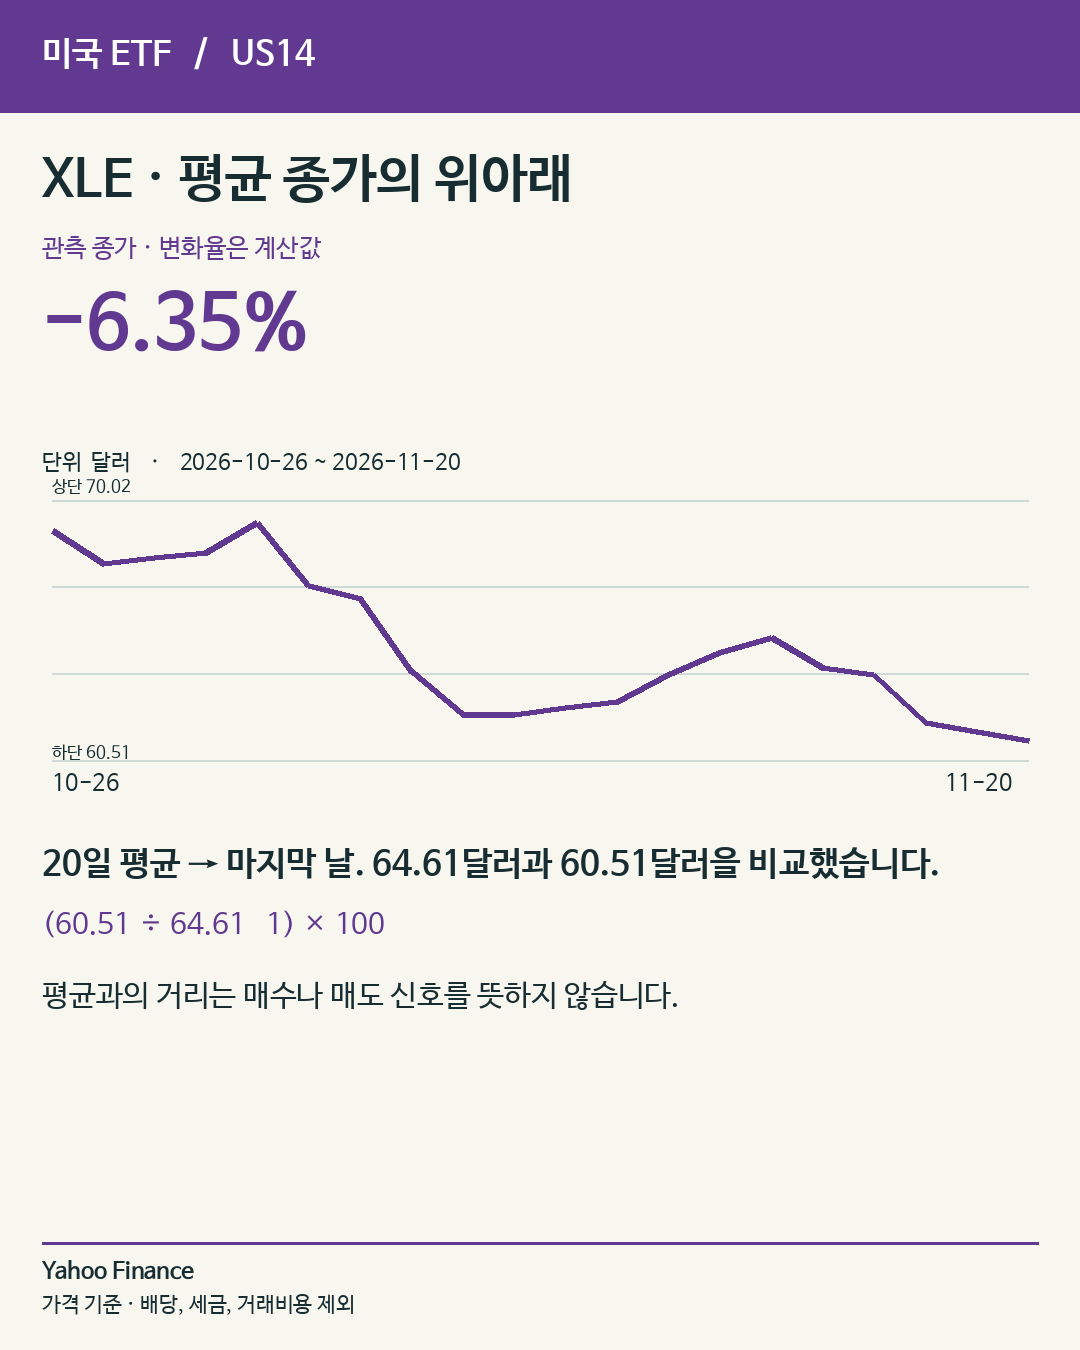 미국 ETF / US14
XLE · 평균 종가의 위아래
관측 종가 · 변화율은 계산값
-6.35%
단위 달러 · 2026-10-26 ~ 2026-11-20
상단 70.02
하단 60.51
10-26 11-20
20일 평균 → 마지막 날. 64.61달러과 60.51달러을 비교했습니다.
(60.51 ÷ 64.61 1) × 100
평균과의 거리는 매수나 매도 신호를 뜻하지 않습니다.
Yahoo Finance
가격 기준 · 배당, 세금, 거래비용 제외